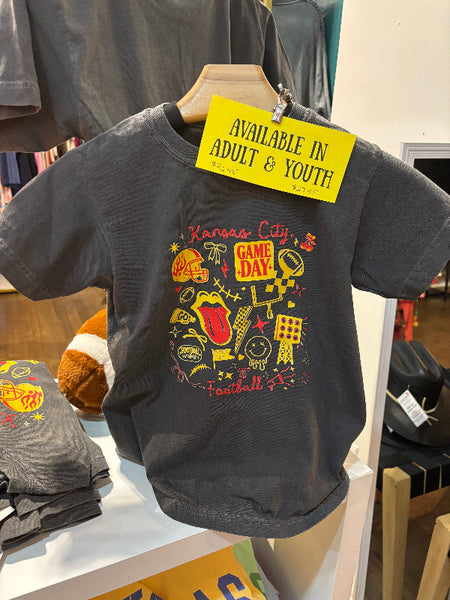 AVAILABLE IN
ADULT & YOUTH
Kansas City
GAME
DAY
Football